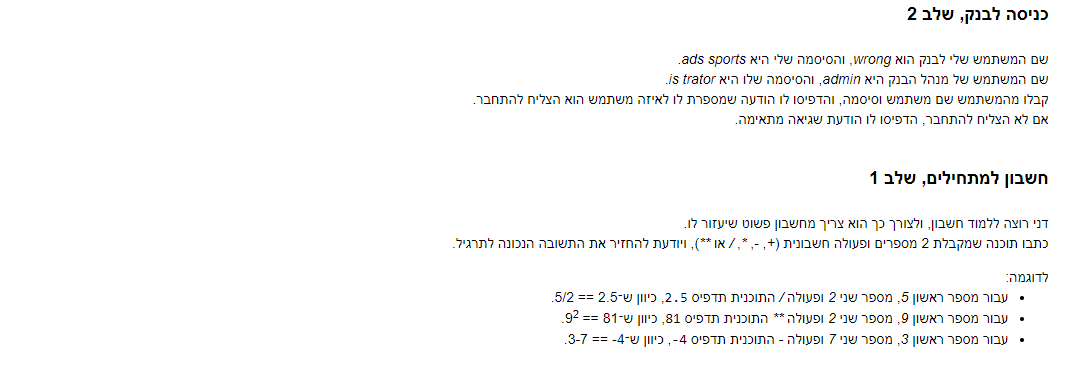 כניסה לבנק, שלב 2
שם המשתמש שלי לבנק הוא wrong, והסיסמה שלי היא ads sports.
שם המשתמש של מנהל הבנק היא admin, והסיסמה שלו היא is trator.
קבלו מהמשתמש שם משתמש וסיסמה, והדפיסו לו הודעה שמספרת לו לאיזה משתמש הוא הצליח להתחבר.
אם לא הצליח להתחבר, הדפיסו לו הודעת שגיאה מתאימה.
חשבון למתחילים, שלב 1
דני רוצה ללמוד חשבון, ולצורך כך הוא צריך מחשבון פשוט שיעזור לו.
כתבו תוכנה שמקבלת 2 מספרים ופעולה חשבונית (+, -, *, / או **), ויודעת להחזיר את התשובה הנכונה לתרגיל.
לדוגמה:
• עבור מספר ראשון 5, מספר שני 2 ופעולה / התוכנית תדפיס 2.5, כיוון ש־2.5 == 5/2.
• עבור מספר ראשון 9, מספר שני 2 ופעולה ** התוכנית תדפיס 81, כיוון ש־81 == 9².
• עבור מספר ראשון 3, מספר שני 7 ופעולה - התוכנית תדפיס -4, כיוון ש־-4 == 3-7.